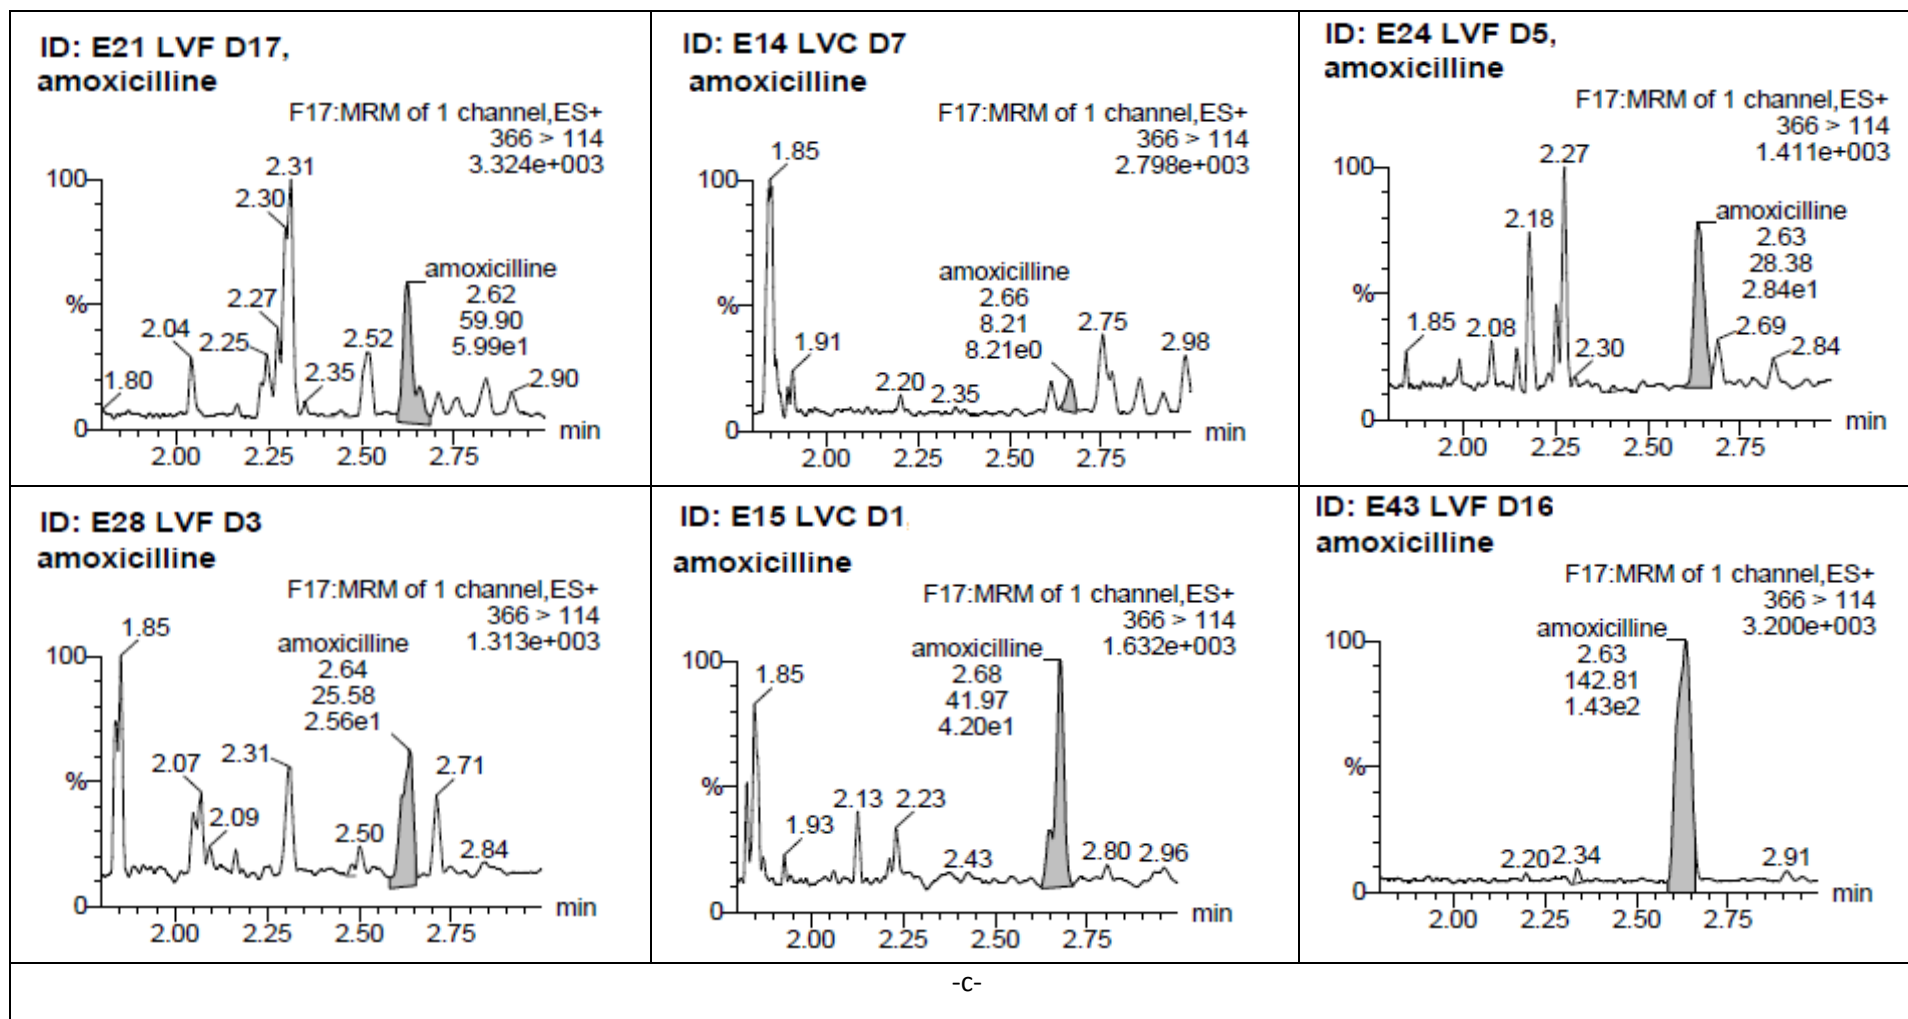 ID: E21 LVF D17,
amoxicilline
F17:MRM of 1 channel,ES+
366 > 114
3.324e+003
100
%
0
1.80
2.04
2.25
2.27
2.30
2.31
2.35
2.52
amoxicilline
2.62
59.90
5.99e1
2.90
2.00 2.25 2.50 2.75
min
ID: E14 LVC D7
amoxicilline
F17:MRM of 1 channel,ES+
366 > 114
2.798e+003
100
%
0
1.85
1.91
2.20
2.35
amoxicilline
2.66
8.21
8.21e0
2.75
2.98
2.00 2.25 2.50 2.75
min
ID: E24 LVF D5,
amoxicilline
F17:MRM of 1 channel,ES+
366 > 114
1.411e+003
100
%
0
1.85
2.08
2.18
2.27
2.30
amoxicilline
2.63
28.38
2.84e1
2.69
2.84
2.00 2.25 2.50 2.75
min
ID: E28 LVF D3
amoxicilline
F17:MRM of 1 channel,ES+
366 > 114
1.313e+003
100
%
0
1.85
2.07
2.09
2.31
2.50
amoxicilline
2.64
25.58
2.56e1
2.71
2.84
2.00 2.25 2.50 2.75
min
ID: E15 LVC D1
amoxicilline
F17:MRM of 1 channel,ES+
366 > 114
1.632e+003
100
%
0
1.85
1.93
2.13
2.23
2.43
amoxicilline
2.68
41.97
4.20e1
2.80
2.96
2.00 2.25 2.50 2.75
min
ID: E43 LVF D16
amoxicilline
F17:MRM of 1 channel,ES+
366 > 114
3.200e+003
100
%
0
2.20
2.34
amoxicilline
2.63
142.81
1.43e2
2.91
2.00 2.25 2.50 2.75
min
-c-